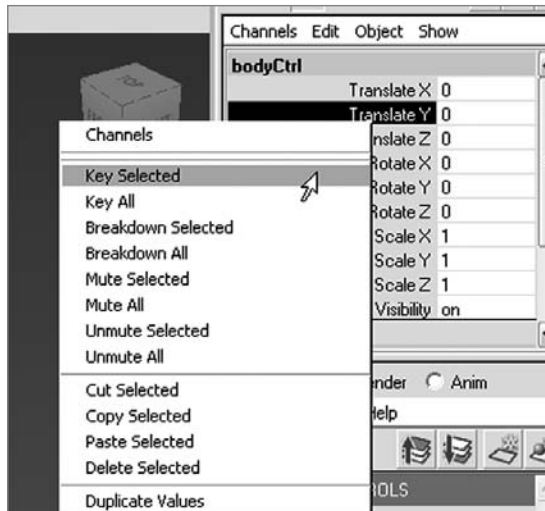 Channels Edit Object Show
bodyCtrl
Translate X 0
Translate Y 0
nslate Z 0
Rotate X 0
Rotate Y 0
Rotate Z 0
Scale X 1
Scale Y 1
Scale Z 1
Visibility on
TOP
Channels
Key Selected
Key All
Breakdown Selected
Breakdown All
Mute Selected
Mute All
Unmute Selected
Unmute All
Cut Selected
Copy Selected
Paste Selected
Delete Selected
Duplicate Values
nder Anim
Help
ROLS